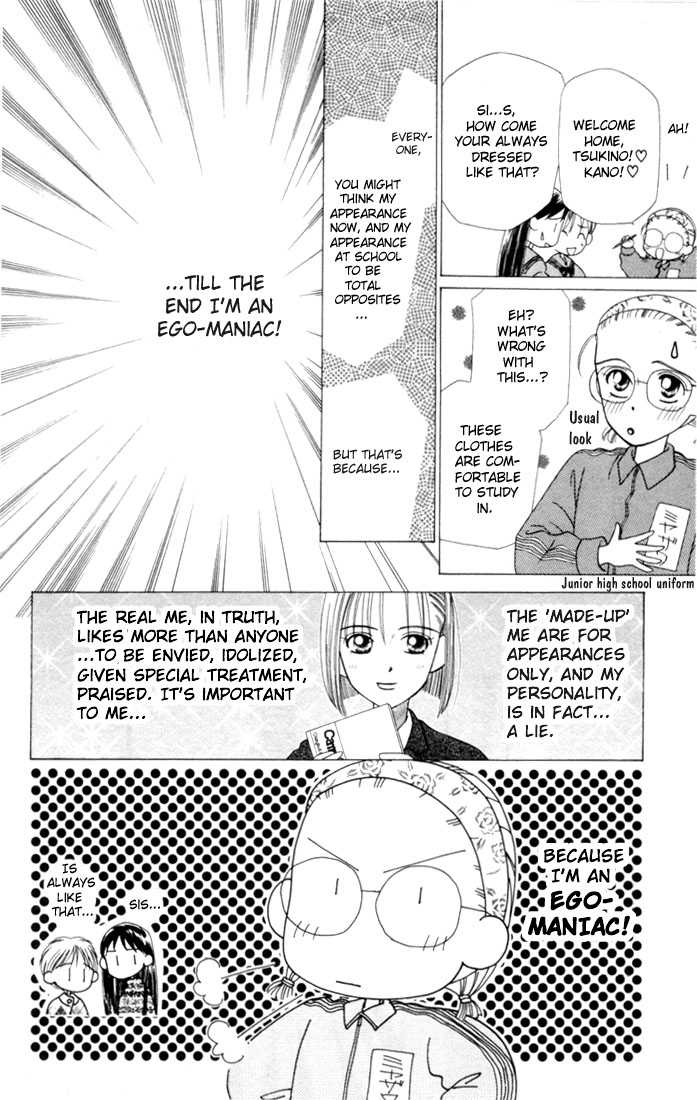 AH!
WELCOME
HOME,
TSUKINO!♡
KANO!♡
SI...S,
HOW COME
YOUR ALWAYS
DRESSED
LIKE THAT?
EH?
WHAT'S
WRONG
WITH
THIS...?
Usual
look
THESE
CLOTHES
ARE COM-
FORTABLE
TO STUDY
IN.
Junior high school uniform
EVERY-
ONE,
YOU MIGHT
THINK MY
APPEARANCE
NOW, AND MY
APPEARANCE
AT SCHOOL
TO BE
TOTAL
OPPOSITES
...
BUT THAT'S
BECAUSE...
...TILL THE
END I'M AN
EGO-MANIAC!
THE 'MADE-UP'
ME ARE FOR
APPEARANCES
ONLY, AND MY
PERSONALITY,
IS IN FACT...
A LIE.
THE REAL ME, IN TRUTH,
LIKES MORE THAN ANYONE
...TO BE ENVIED, IDOLIZED,
GIVEN SPECIAL TREATMENT,
PRAISED. IT'S IMPORTANT
TO ME...
BECAUSE
I'M AN
EGO-
MANIAC!
SIS...
IS
ALWAYS
LIKE
THAT...